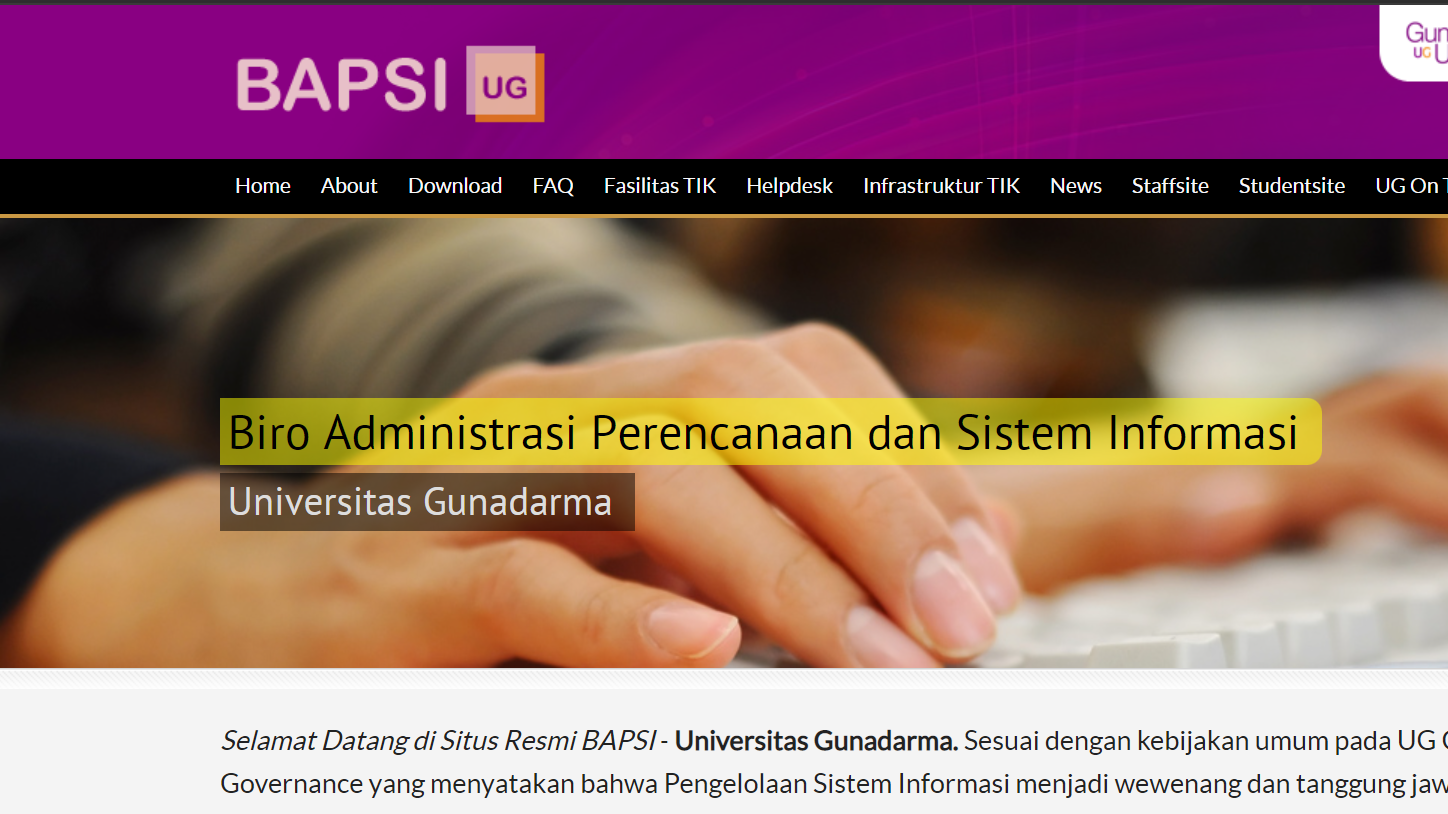 Gun
UG U
BAPSI UG
Home About Download FAQ Fasilitas TIK Helpdesk Infrastruktur TIK News Staffsite Studentsite UG On
Biro Administrasi Perencanaan dan Sistem Informasi
Universitas Gunadarma
Selamat Datang di Situs Resmi BAPSI - Universitas Gunadarma. Sesuai dengan kebijakan umum pada UG
Governance yang menyatakan bahwa Pengelolaan Sistem Informasi menjadi wewenang dan tanggung jaw